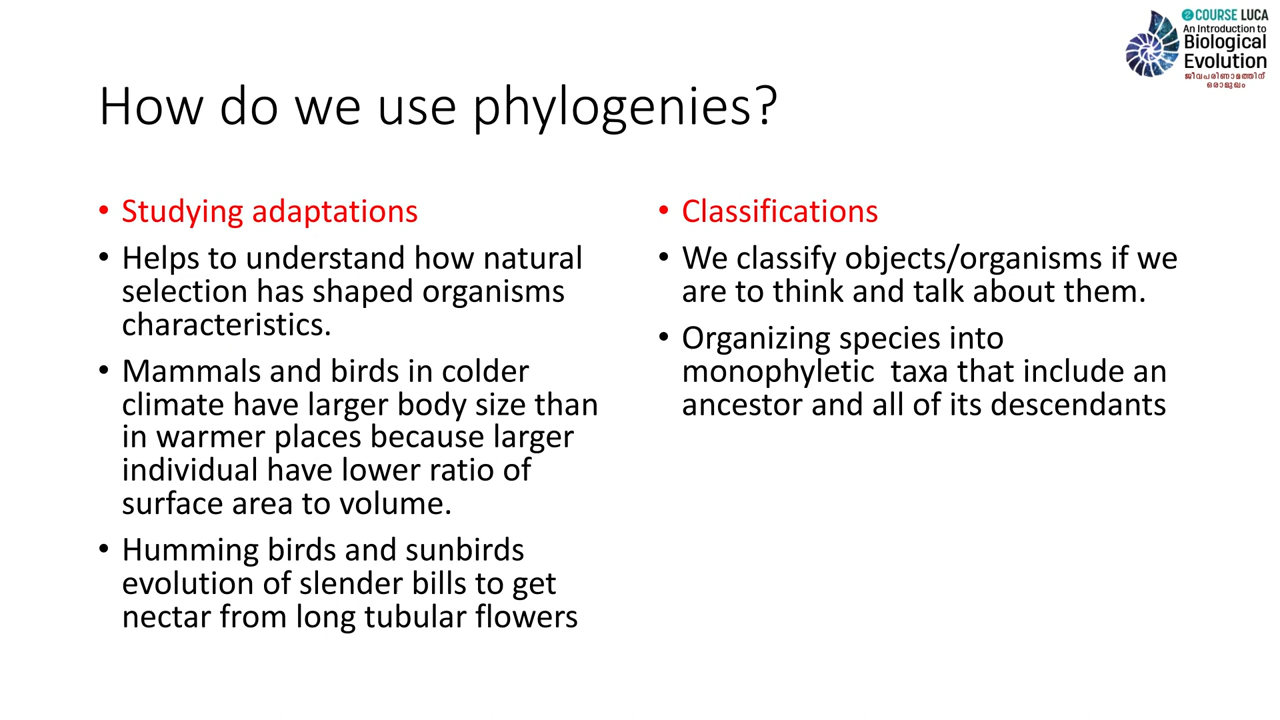 COURSE LUCA
An Introduction to
Biological
Evolution
ജീവപരിണാമത്തിന്
ഒരാമുഖം
How do we use phylogenies?
• Studying adaptations
• Helps to understand how natural
selection has shaped organisms
characteristics.
• Mammals and birds in colder
climate have larger body size than
in warmer places because larger
individual have lower ratio of
surface area to volume.
• Humming birds and sunbirds
evolution of slender bills to get
nectar from long tubular flowers
• Classifications
• We classify objects/organisms if we
are to think and talk about them.
• Organizing species into
monophyletic  taxa that include an
ancestor and all of its descendants